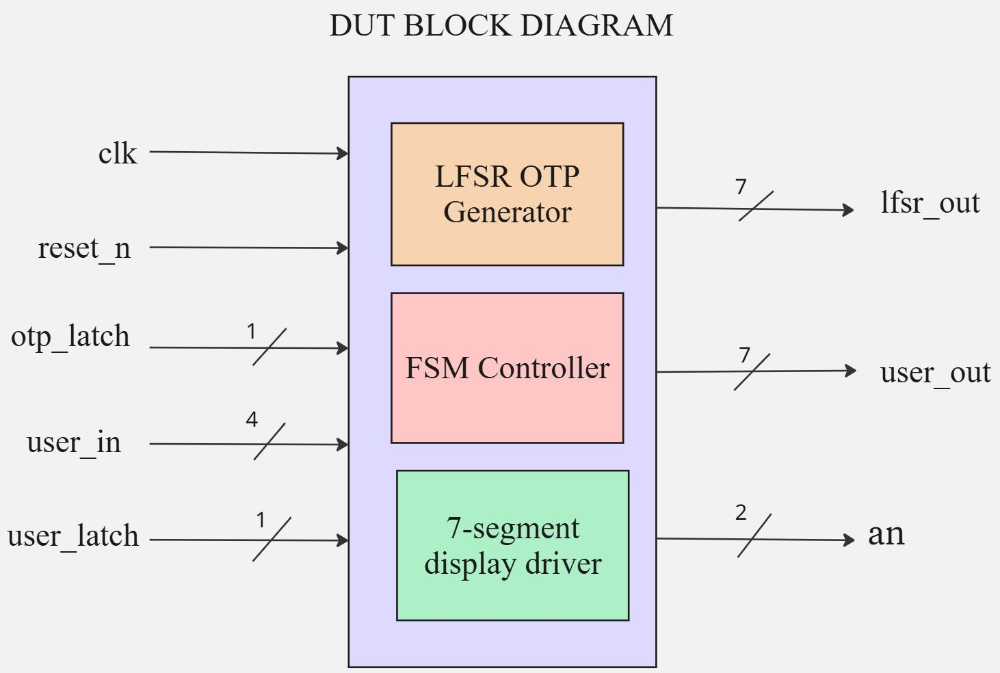 DUT BLOCK DIAGRAM
clk
reset_n
otp_latch
1
user_in
4
user_latch
1
LFSR OTP
Generator
FSM Controller
7-segment
display driver
7
lfsr_out
7
user_out
2
an